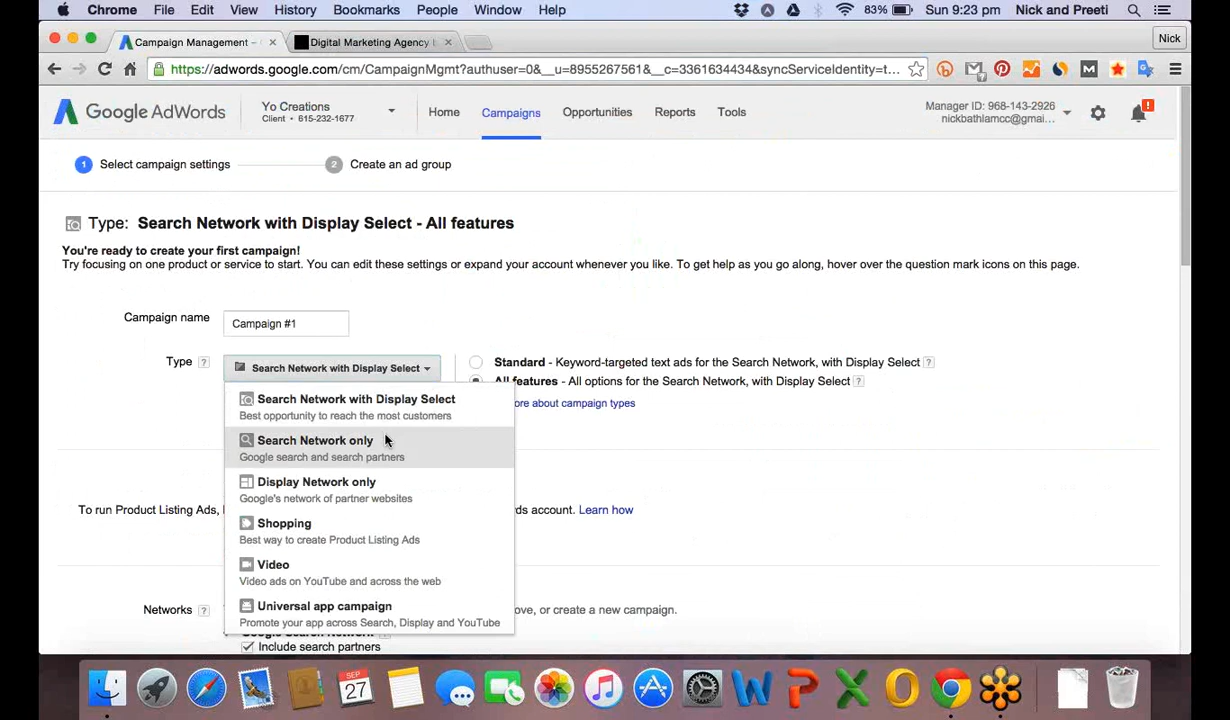 Chrome File Edit View History Bookmarks People Window Help 83% Sun 9:23 pm Nick and Preeti
Campaign Management – Digital Marketing Agency Nick
https://adwords.google.com/cm/CampaignMgmt?authuser=0&__u=8955267561&__c=3361634434&syncServiceIdentity=t...
Google AdWords
Yo Creations
Client • 615-232-1677
Home Campaigns Opportunities Reports Tools
Manager ID: 968-143-2926
nickbathlamcc@gmai...
!
1 Select campaign settings 2 Create an ad group
Type: Search Network with Display Select - All features
You're ready to create your first campaign!
Try focusing on one product or service to start. You can edit these settings or expand your account whenever you like. To get help as you go along, hover over the question mark icons on this page.
Campaign name Campaign #1
Type ? Search Network with Display Select
Standard - Keyword-targeted text ads for the Search Network, with Display Select ?
All features - All options for the Search Network, with Display Select ?
ore about campaign types
Search Network with Display Select
Best opportunity to reach the most customers
Search Network only
Google search and search partners
Display Network only
Google's network of partner websites
Shopping
Best way to create Product Listing Ads
Video
Video ads on YouTube and across the web
Universal app campaign
Promote your app across Search, Display and YouTube
To run Product Listing Ads, rds account. Learn how
Networks ? ove, or create a new campaign.
Google Search Network ?
Include search partners
SEP
27
W P X O